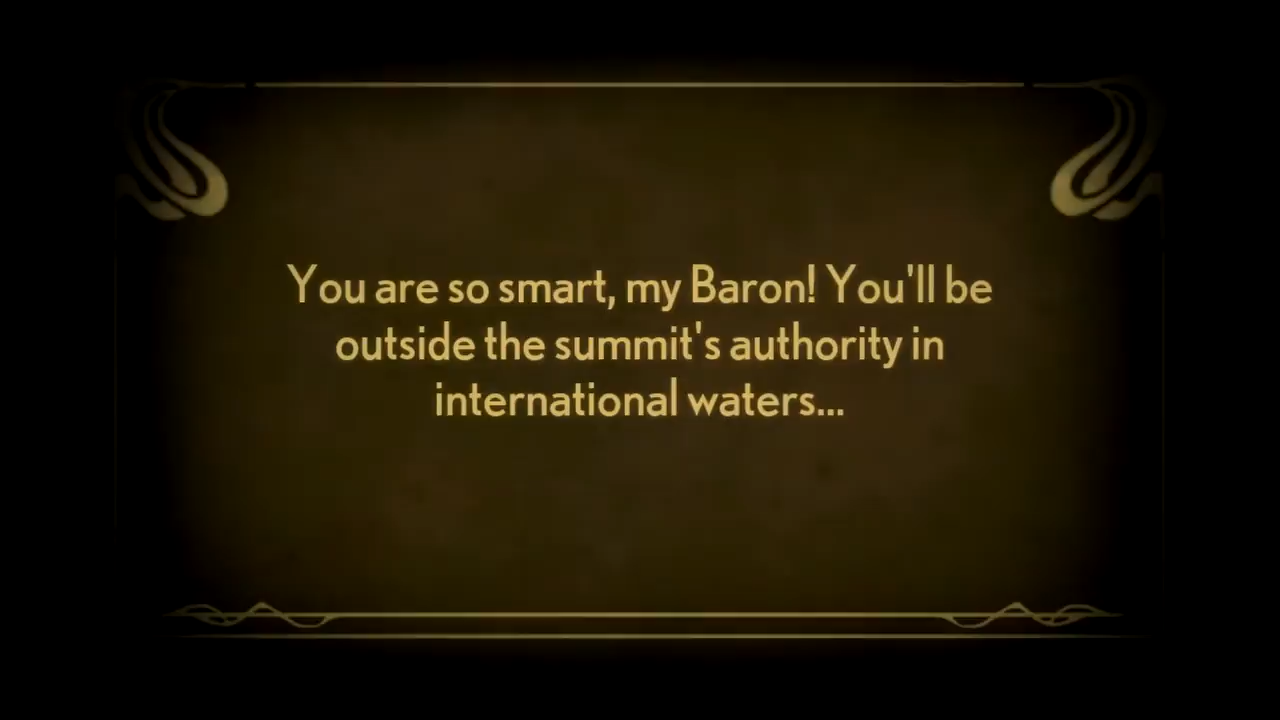 You are so smart, my Baron! You'll be
outside the summit's authority in
international waters...